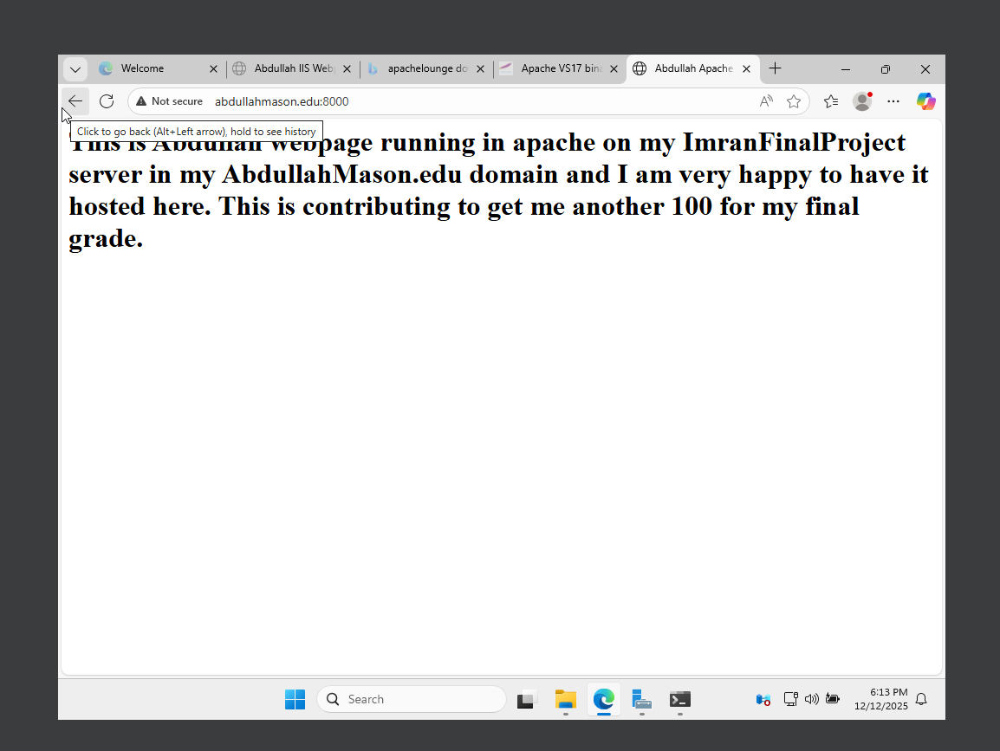 Welcome
Abdullah IIS Web
apachelounge do
Apache VS17 bina
Abdullah Apache
Not secure
abdullahmason.edu:8000
Click to go back (Alt+Left arrow), hold to see history
This is Abdullah webpage running in apache on my ImranFinalProject
server in my AbdullahMason.edu domain and I am very happy to have it
hosted here. This is contributing to get me another 100 for my final
grade.
Search
6:13 PM
12/12/2025